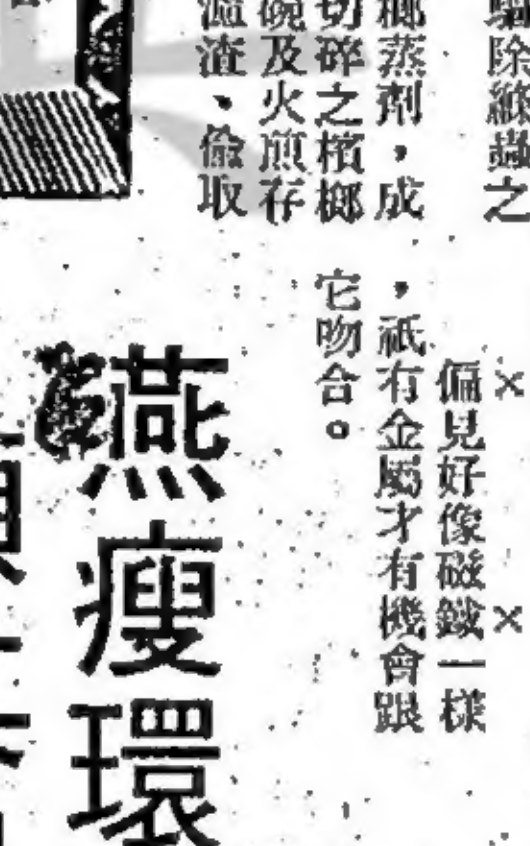 驅除縧蟲之
榔蒸劑，成
切碎之檳榔
碗及火煎存
濾渣、偷取
×　×
偏見好像磁鐵一樣
，祇有金屬才有機會跟
它吻合。
燕瘦環